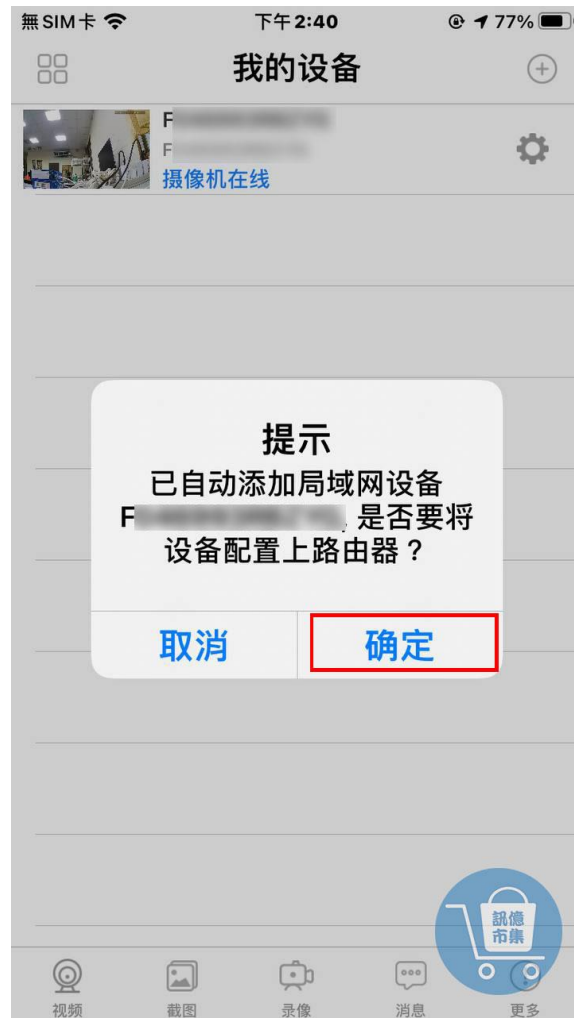 無SIM卡
下午2:40
77%
我的设备
F
F
摄像机在线
提示
已自动添加局域网设备
F , 是否要将
设备配置上路由器？
取消
确定
訊億
市集
视频
截图
录像
消息
更多